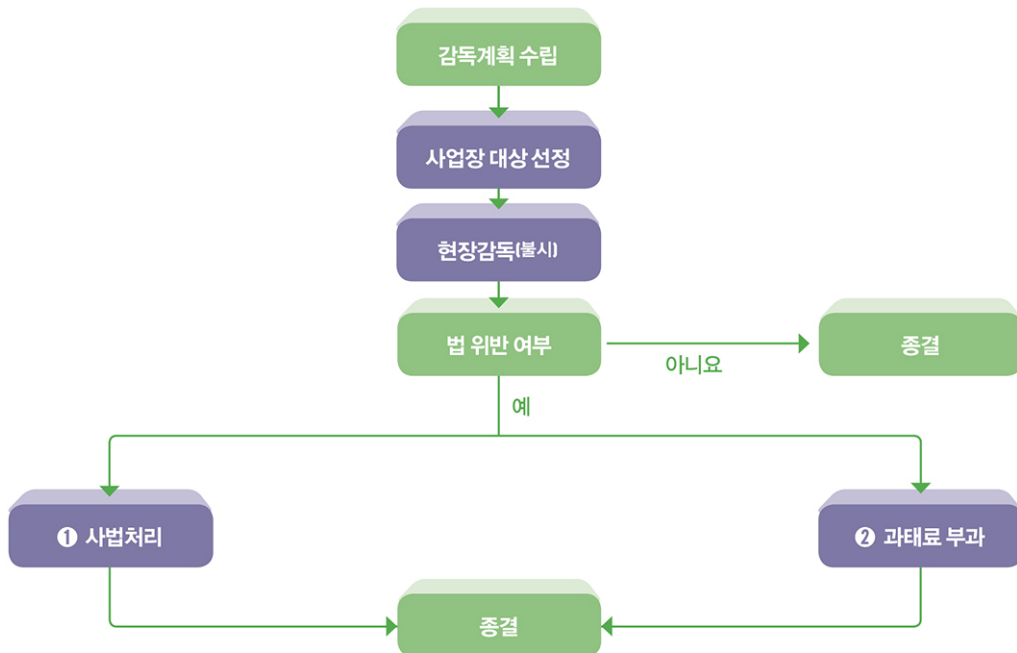 감독계획 수립
사업장 대상 선정
현장감독(불시)
법 위반 여부
아니요
종결
예
❶ 사법처리
❷ 과태료 부과
종결